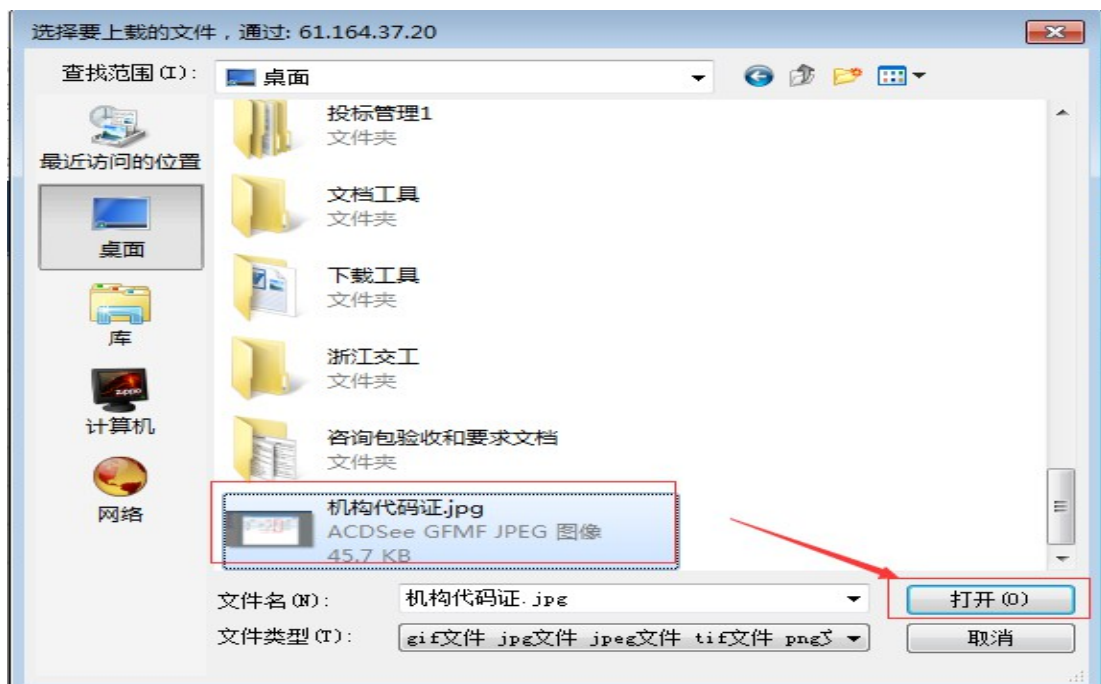 选择要上载的文件，通过: 61.164.37.20
查找范围(I):
桌面
最近访问的位置
桌面
库
计算机
网络
投标管理1
文件夹
文档工具
文件夹
下载工具
文件夹
浙江交工
文件夹
咨询包验收和要求文档
文件夹
机构代码证.jpg
ACDSee GFMF JPEG 图像
45.7 KB
文件名(N):
机构代码证.jpg
打开(O)
文件类型(T):
gif文件 jpg文件 jpeg文件 tif文件 png
取消